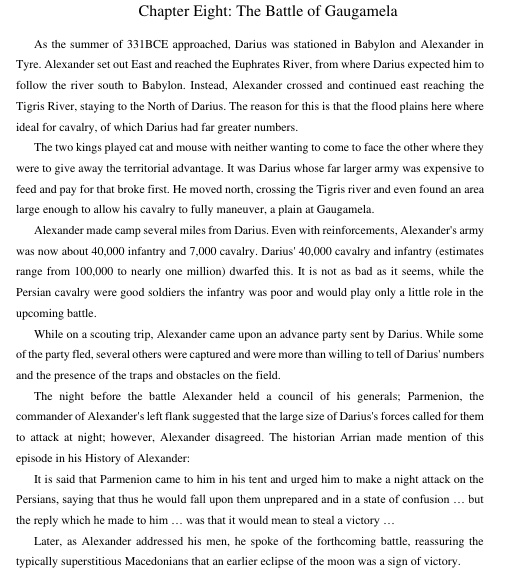 Chapter Eight: The Battle of Gaugamela
As the summer of 331BCE approached, Darius was stationed in Babylon and Alexander in
Tyre. Alexander set out East and reached the Euphrates River, from where Darius expected him to
follow the river south to Babylon. Instead, Alexander crossed and continued east reaching the
Tigris River, staying to the North of Darius. The reason for this is that the flood plains here where
ideal for cavalry, of which Darius had far greater numbers.
The two kings played cat and mouse with neither wanting to come to face the other where they
were to give away the territorial advantage. It was Darius whose far larger army was expensive to
feed and pay for that broke first. He moved north, crossing the Tigris river and even found an area
large enough to allow his cavalry to fully maneuver, a plain at Gaugamela.
Alexander made camp several miles from Darius. Even with reinforcements, Alexander's army
was now about 40,000 infantry and 7,000 cavalry. Darius' 40,000 cavalry and infantry (estimates
range from 100,000 to nearly one million) dwarfed this. It is not as bad as it seems, while the
Persian cavalry were good soldiers the infantry was poor and would play only a little role in the
upcoming battle.
While on a scouting trip, Alexander came upon an advance party sent by Darius. While some
of the party fled, several others were captured and were more than willing to tell of Darius' numbers
and the presence of the traps and obstacles on the field.
The night before the battle Alexander held a council of his generals; Parmenion, the
commander of Alexander's left flank suggested that the large size of Darius's forces called for them
to attack at night; however, Alexander disagreed. The historian Arrian made mention of this
episode in his History of Alexander:
It is said that Parmenion came to him in his tent and urged him to make a night attack on the
Persians, saying that thus he would fall upon them unprepared and in a state of confusion … but
the reply which he made to him … was that it would mean to steal a victory …
Later, as Alexander addressed his men, he spoke of the forthcoming battle, reassuring the
typically superstitious Macedonians that an earlier eclipse of the moon was a sign of victory.